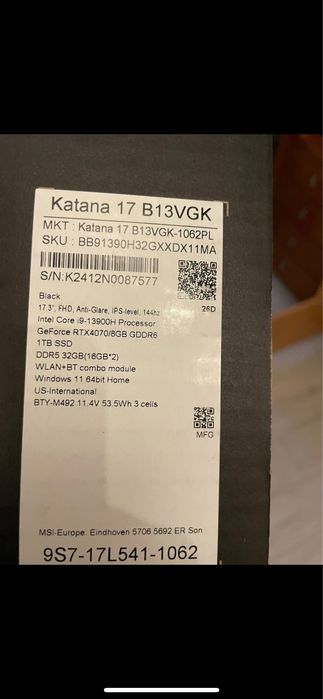 Katana 17 B13VGK
MKT : Katana 17 B13VGK-1062PL
SKU : BB91390H32GXXDX11MA
S/N:K2412N0087577
Black
17.3", FHD, Anti-Glare, IPS-level, 144hz
26D
Intel Core i9-13900H Processor
GeForce RTX4070/8GB GDDR6
1TB SSD
DDR5 32GB(16GB*2)
WLAN+BT combo module
Windows 11 64bit Home
US-International
BTY-M492 11.4V 53.5Wh 3 cells
MFG
MSI-Europe. Eindhoven 5706 5692 ER Son
9S7-17L541-1062